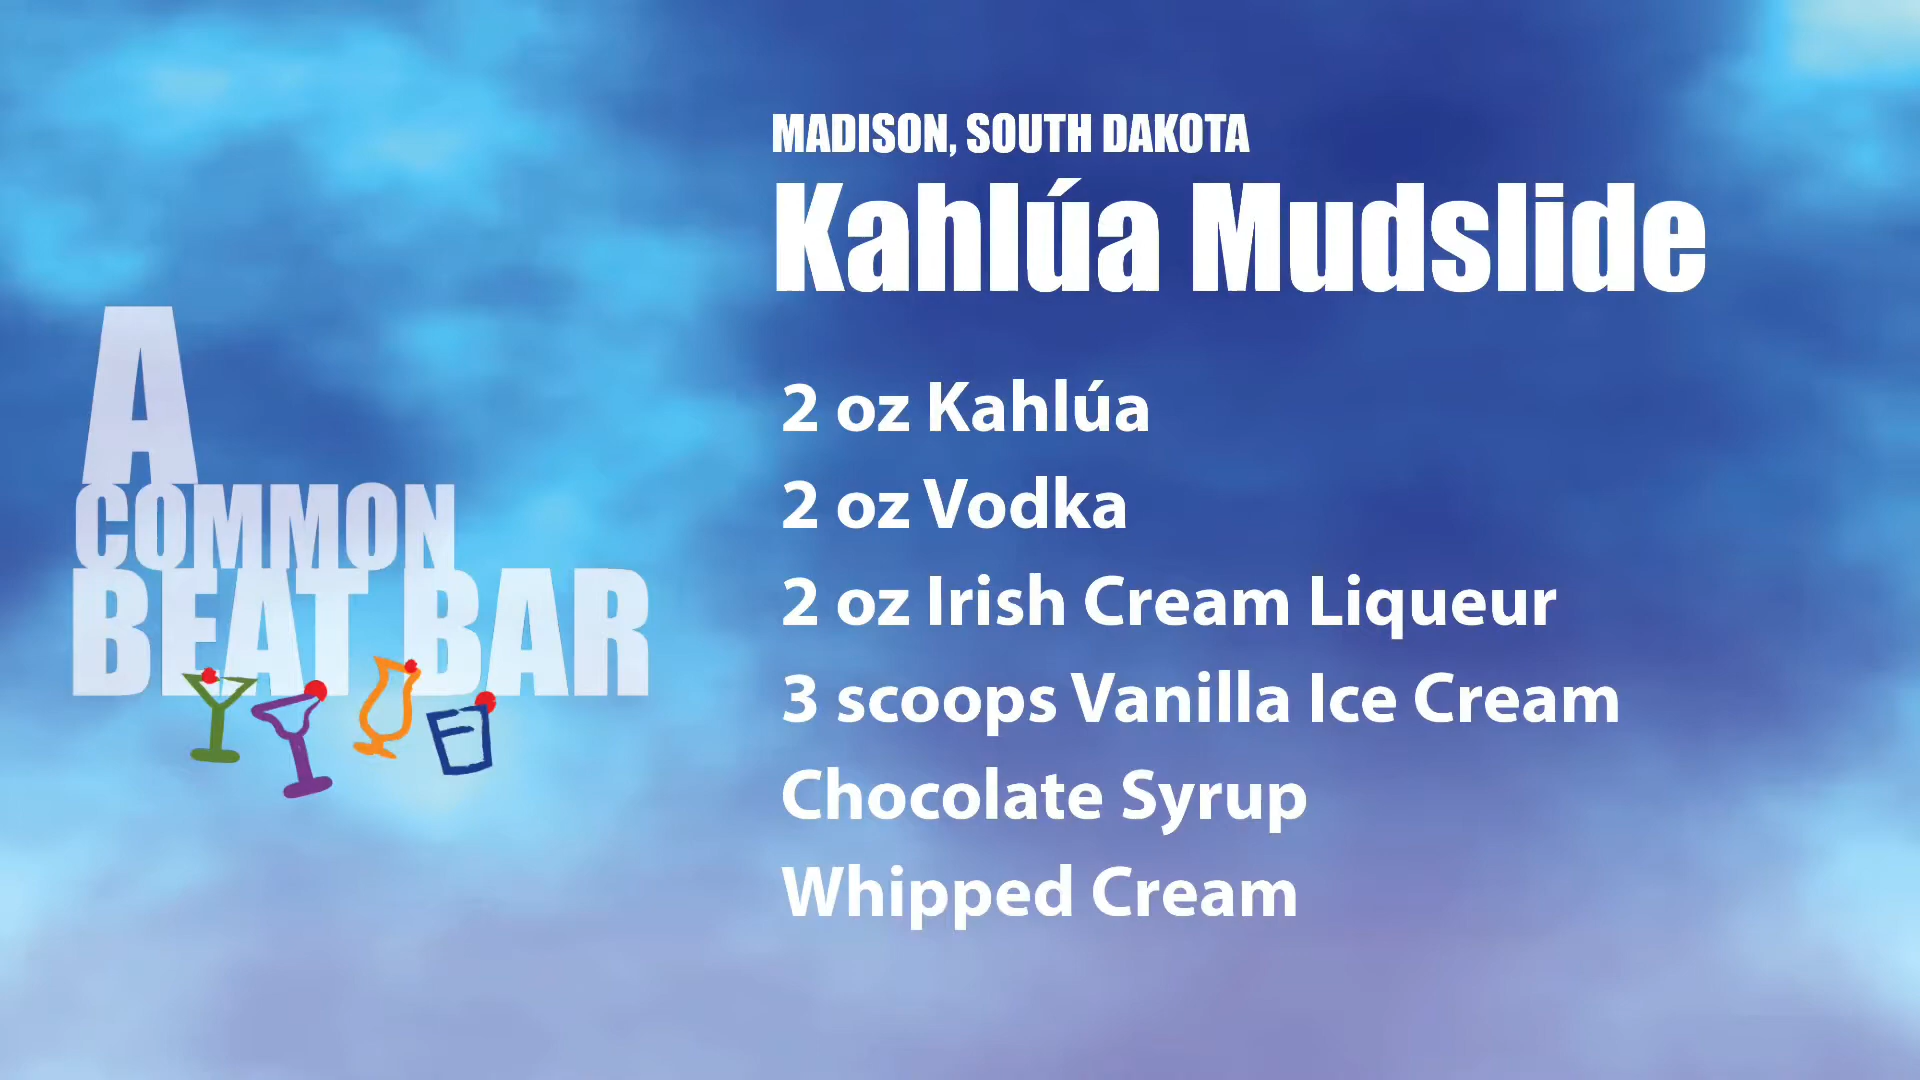 A
COMMON
BEAT BAR
MADISON, SOUTH DAKOTA
Kahlúa Mudslide
2 oz Kahlúa
2 oz Vodka
2 oz Irish Cream Liqueur
3 scoops Vanilla Ice Cream
Chocolate Syrup
Whipped Cream